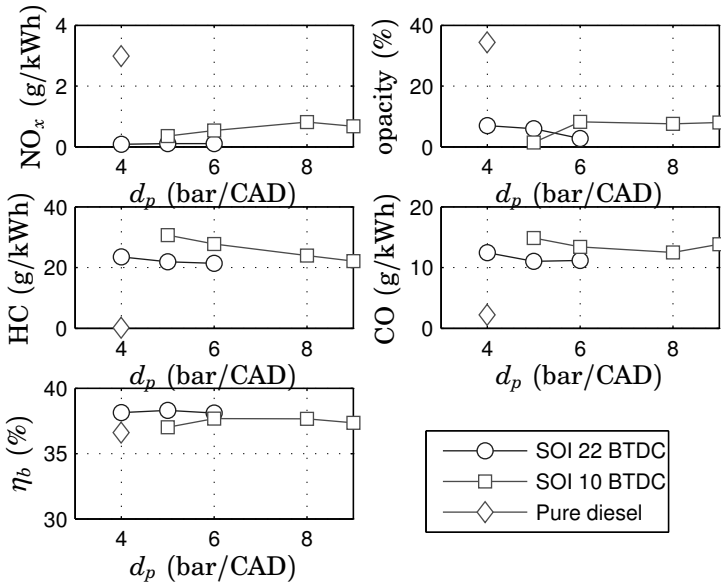 NOx (g/kWh)
4
2
0
4 6 8
dp (bar/CAD)
opacity (%)
40
20
0
4 6 8
dp (bar/CAD)
HC (g/kWh)
40
20
0
4 6 8
dp (bar/CAD)
CO (g/kWh)
20
10
0
4 6 8
dp (bar/CAD)
ηb (%)
40
35
30
4 6 8
dp (bar/CAD)
SOI 22 BTDC
SOI 10 BTDC
Pure diesel